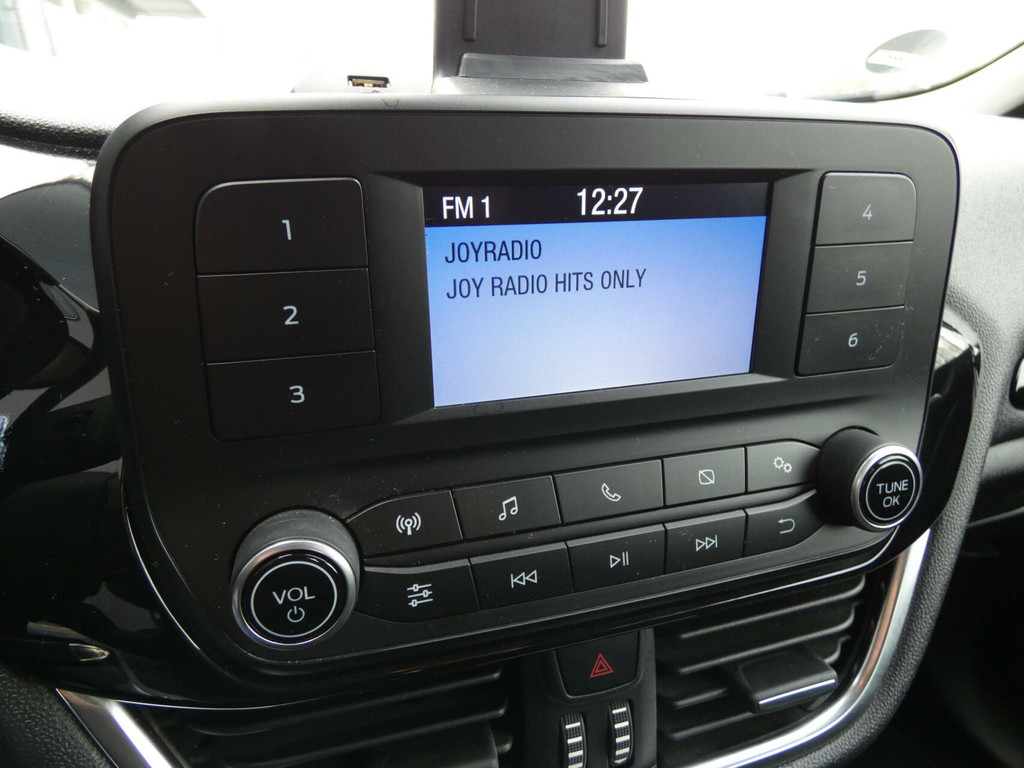 FM 1 12:27
JOYRADIO
JOY RADIO HITS ONLY
1
2
3
4
5
6
VOL
TUNE
OK